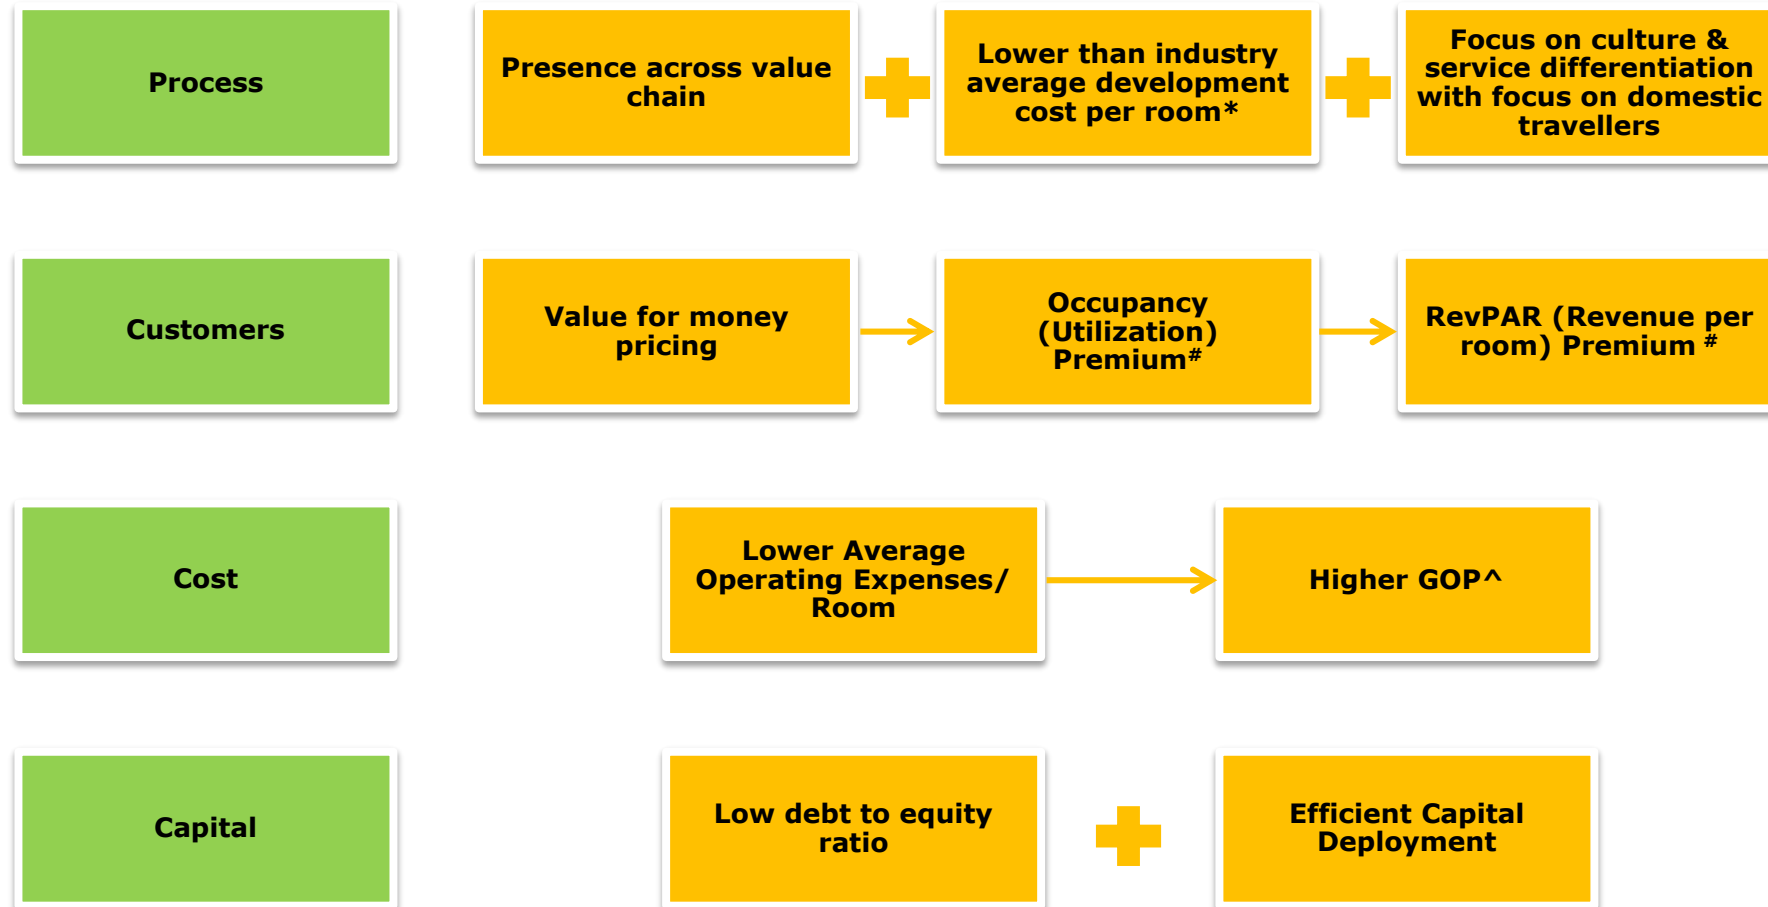 Process
Presence across value
chain
Lower than industry
average development
cost per room*
Focus on culture &
service differentiation
with focus on domestic
travellers
Customers
Value for money
pricing
Occupancy
(Utilization)
Premium#
RevPAR (Revenue per
room) Premium #
Cost
Lower Average
Operating Expenses/
Room
Higher GOP^
Capital
Low debt to equity
ratio
Efficient Capital
Deployment